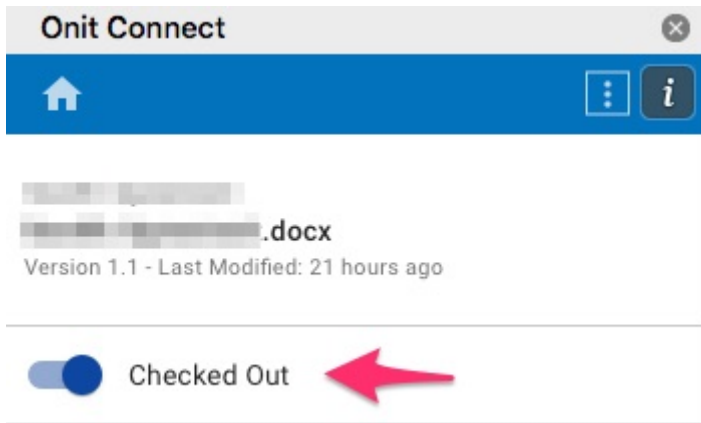 Onit Connect
i
.docx
Version 1.1 - Last Modified: 21 hours ago
Checked Out